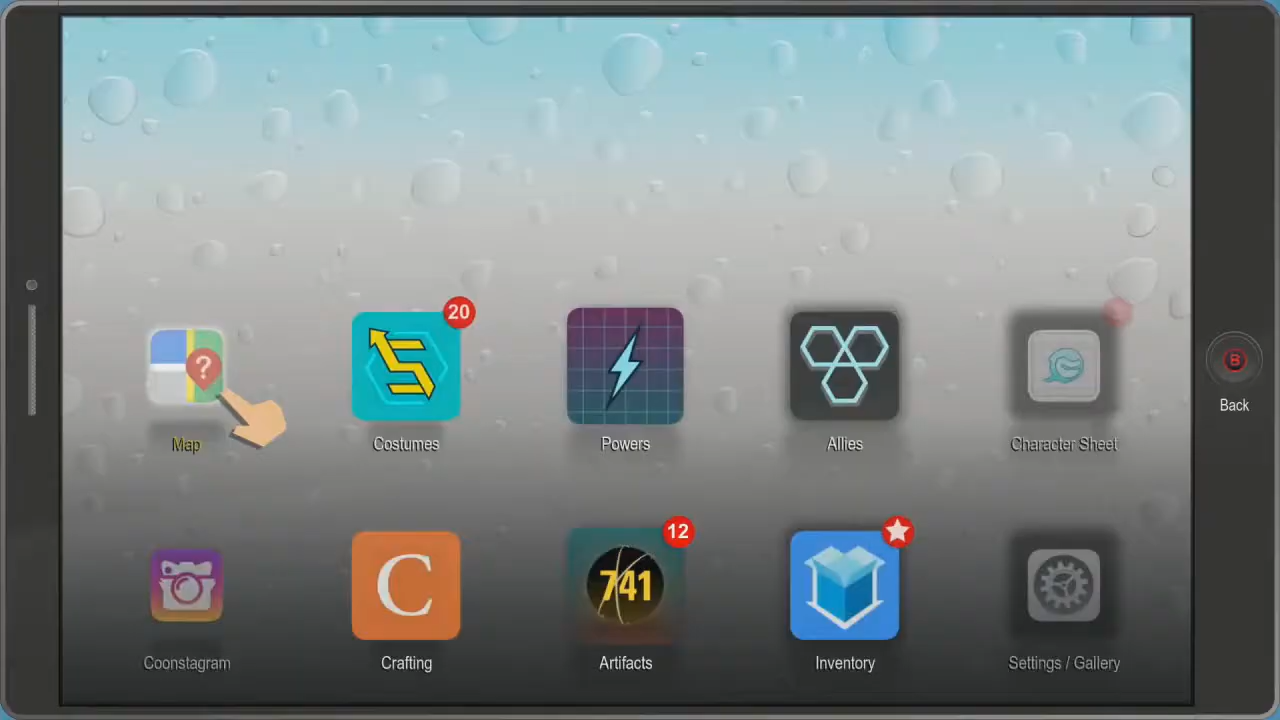 20
?
Map
Costumes
Powers
Allies
Character Sheet
B
Back
12
C
741
Coonstagram
Crafting
Artifacts
Inventory
Settings / Gallery